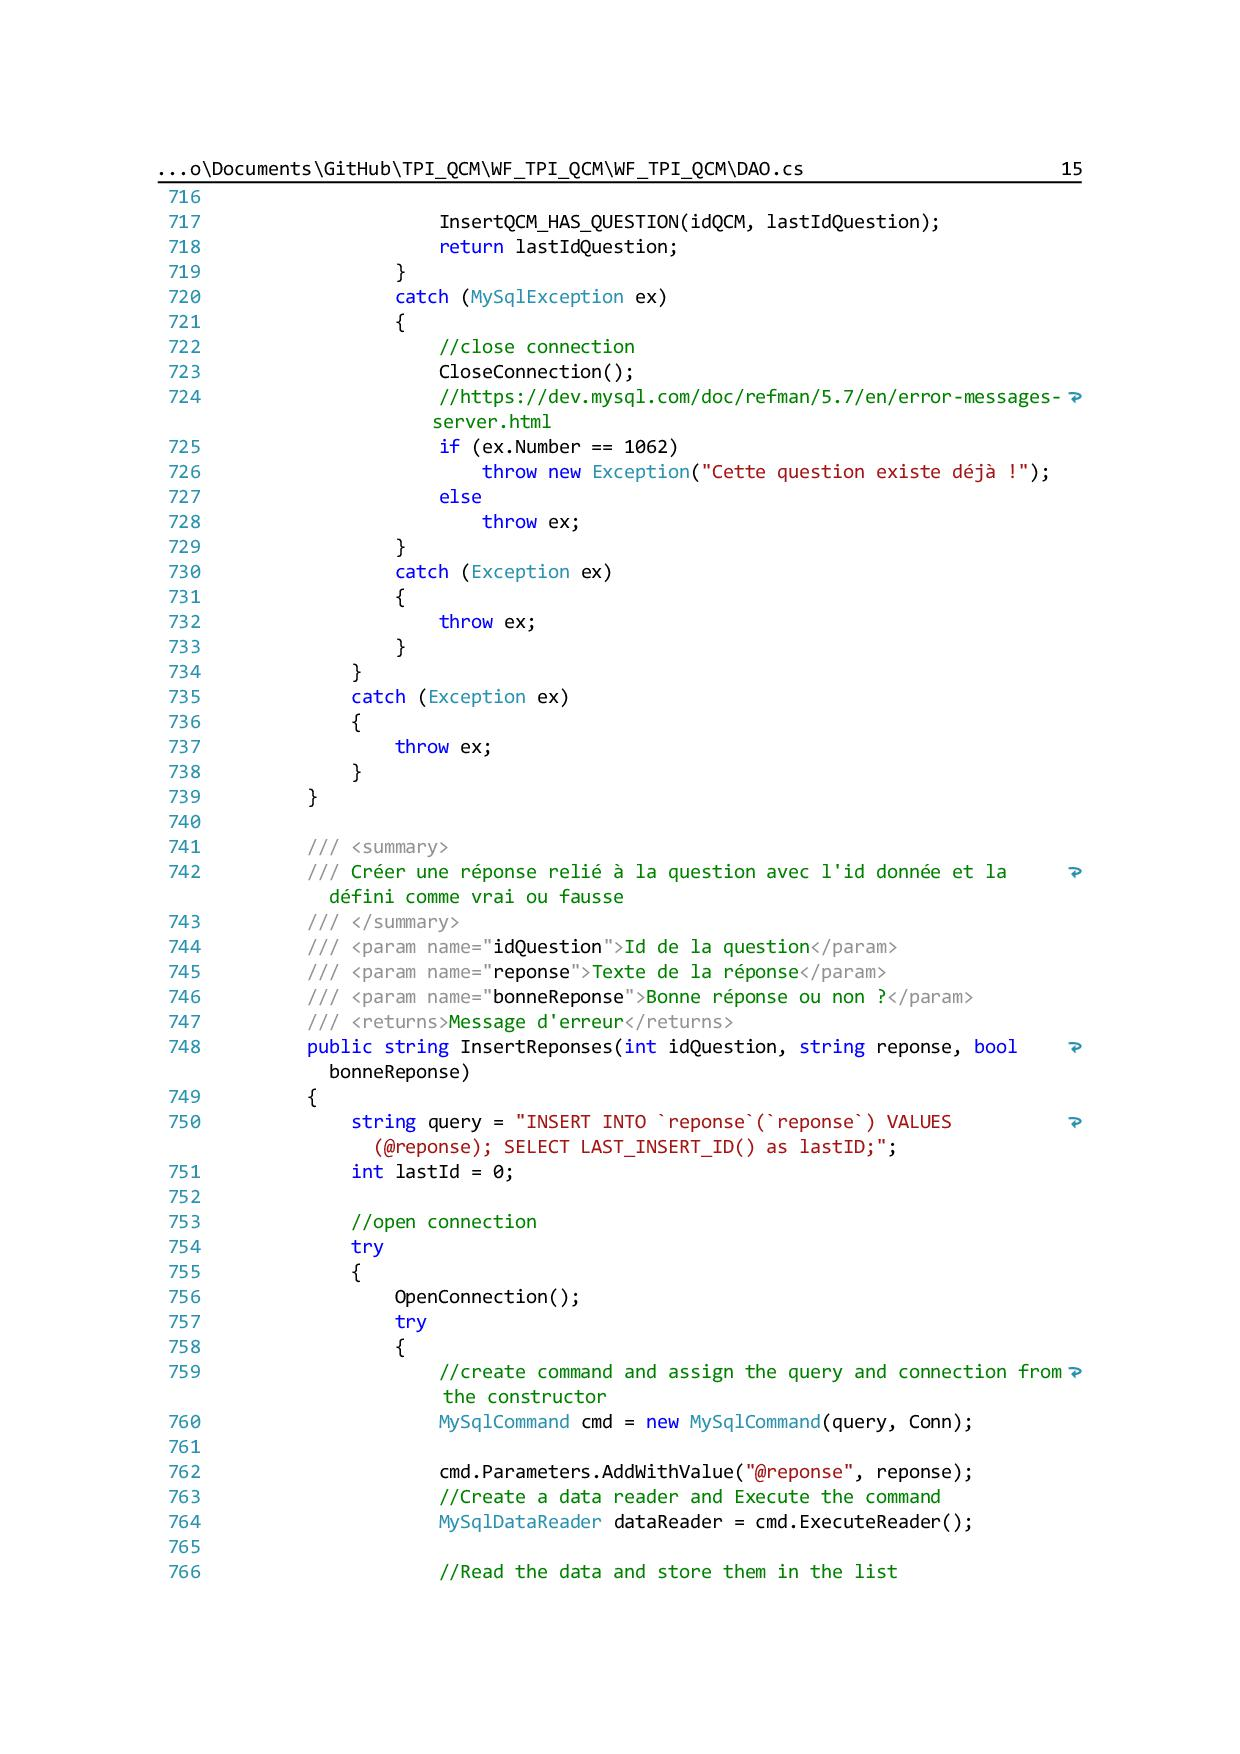 ...o\Documents\GitHub\TPI_QCM\WF_TPI_QCM\WF_TPI_QCM\DAO.cs 15
716
717 InsertQCM_HAS_QUESTION(idQCM, lastIdQuestion);
718 return lastIdQuestion;
719 }
720 catch (MySqlException ex)
721 {
722 //close connection
723 CloseConnection();
724 //https://dev.mysql.com/doc/refman/5.7/en/error-messages-
server.html
725 if (ex.Number == 1062)
726 throw new Exception("Cette question existe déjà !");
727 else
728 throw ex;
729 }
730 catch (Exception ex)
731 {
732 throw ex;
733 }
734 }
735 catch (Exception ex)
736 {
737 throw ex;
738 }
739 }
740
741 /// <summary>
742 /// Créer une réponse relié à la question avec l'id donnée et la
défini comme vrai ou fausse
743 /// </summary>
744 /// <param name="idQuestion">Id de la question</param>
745 /// <param name="reponse">Texte de la réponse</param>
746 /// <param name="bonneReponse">Bonne réponse ou non ?</param>
747 /// <returns>Message d'erreur</returns>
748 public string InsertReponses(int idQuestion, string reponse, bool
bonneReponse)
749 {
750 string query = "INSERT INTO `reponse`(`reponse`) VALUES
(@reponse); SELECT LAST_INSERT_ID() as lastID;";
751 int lastId = 0;
752
753 //open connection
754 try
755 {
756 OpenConnection();
757 try
758 {
759 //create command and assign the query and connection from
the constructor
760 MySqlCommand cmd = new MySqlCommand(query, Conn);
761
762 cmd.Parameters.AddWithValue("@reponse", reponse);
763 //Create a data reader and Execute the command
764 MySqlDataReader dataReader = cmd.ExecuteReader();
765
766 //Read the data and store them in the list